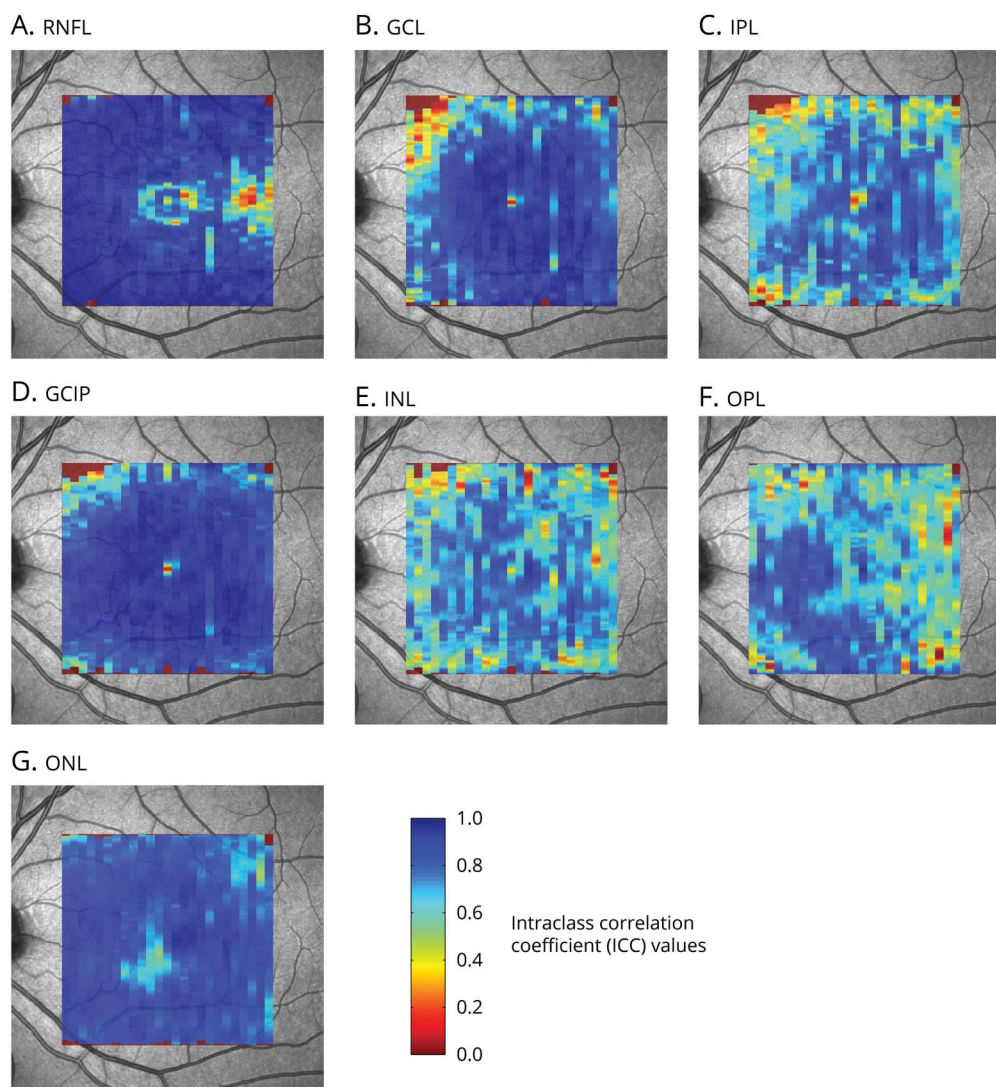 A. RNFL
B. GCL
C. IPL
D. GCIP
E. INL
F. OPL
G. ONL
1.0
0.8
0.6
0.4
0.2
0.0
Intraclass correlation
coefficient (ICC) values